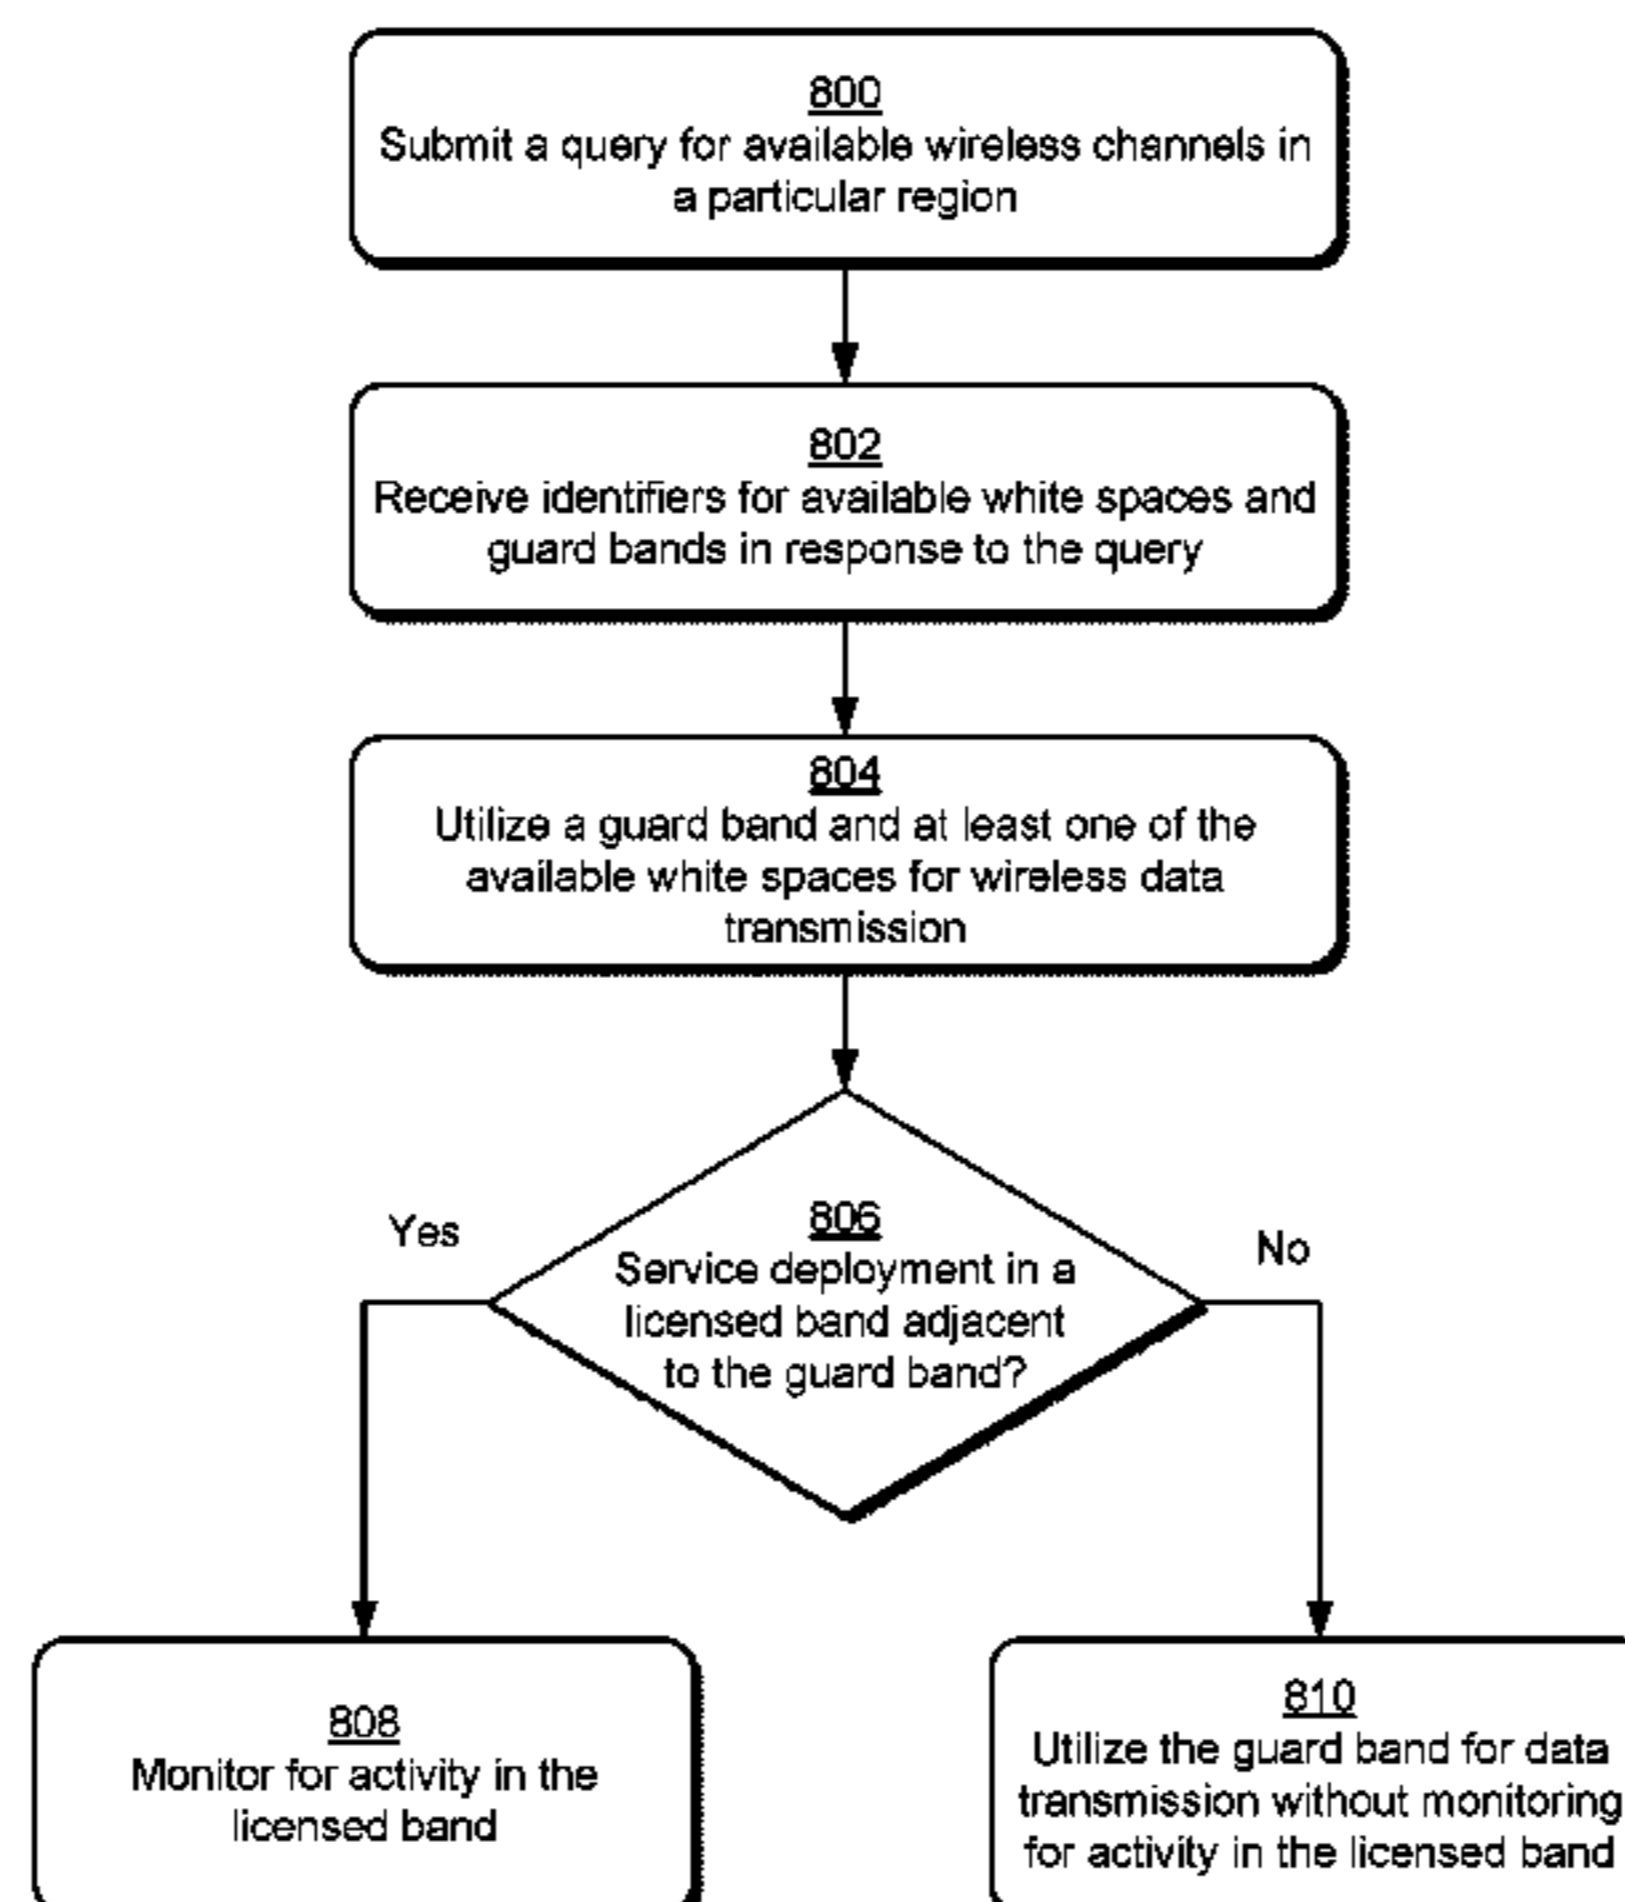 800
Submit a query for available wireless channels in
a particular region
802
Receive identifiers for available white spaces and
guard bands in response to the query
804
Utilize a guard band and at least one of the
available white spaces for wireless data
transmission
806
Service deployment in a
licensed band adjacent
to the guard band?
Yes
No
808
Monitor for activity in the
licensed band
810
Utilize the guard band for data
transmission without monitoring
for activity in the licensed band